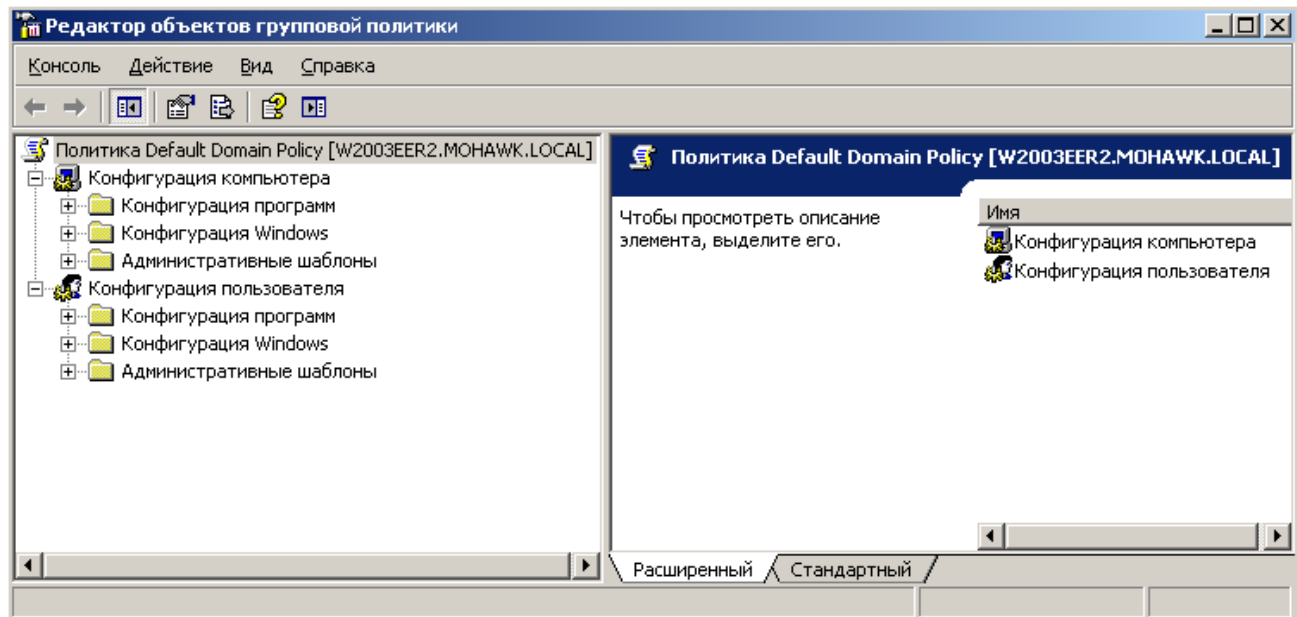 Редактор объектов групповой политики
Консоль Действие Вид Справка
Политика Default Domain Policy [W2003EER2.MOHAWK.LOCAL]
Конфигурация компьютера
Конфигурация программ
Конфигурация Windows
Административные шаблоны
Конфигурация пользователя
Конфигурация программ
Конфигурация Windows
Административные шаблоны
Политика Default Domain Policy [W2003EER2.MOHAWK.LOCAL]
Чтобы просмотреть описание
элемента, выделите его.
Имя
Конфигурация компьютера
Конфигурация пользователя
Расширенный Стандартный